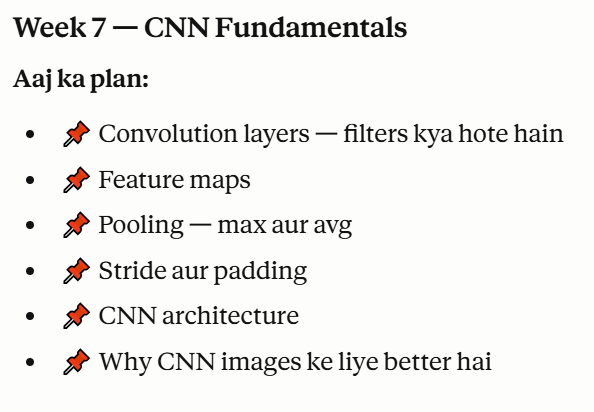 Week 7 — CNN Fundamentals
Aaj ka plan:
• 📌 Convolution layers — filters kya hote hain
• 📌 Feature maps
• 📌 Pooling — max aur avg
• 📌 Stride aur padding
• 📌 CNN architecture
• 📌 Why CNN images ke liye better hai